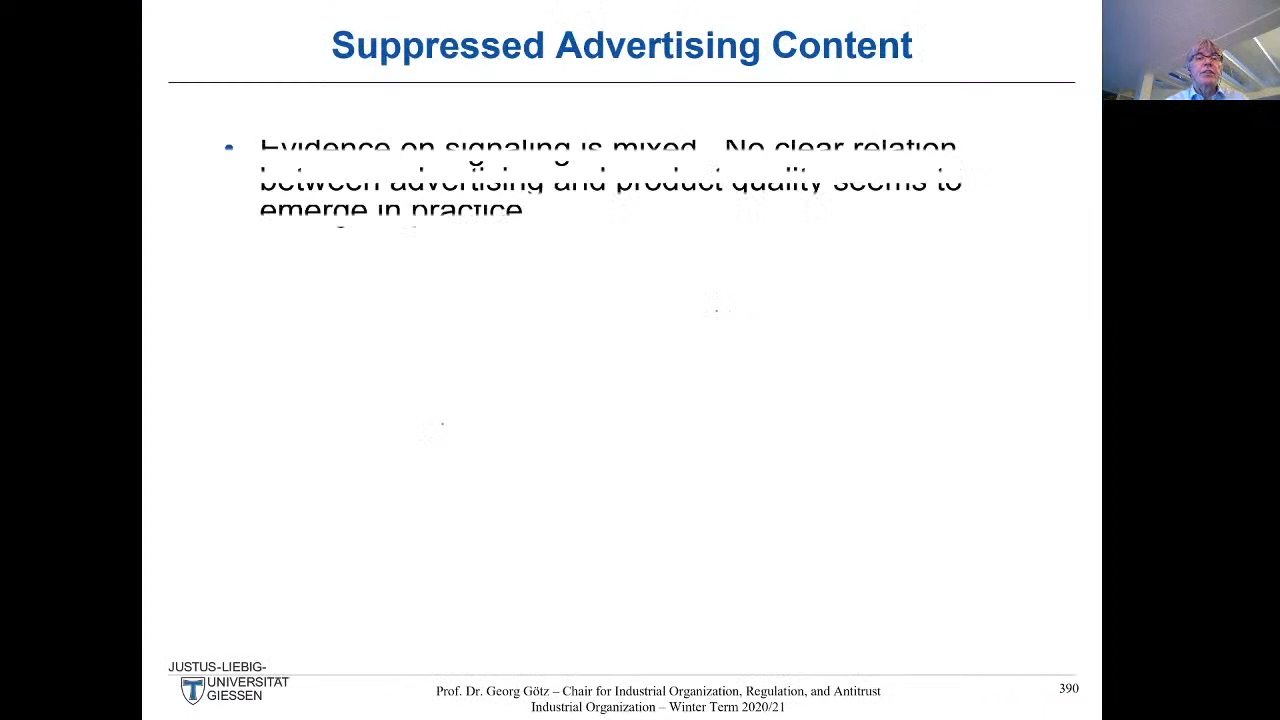 Suppressed Advertising Content
• Evidence on signaling is mixed. No clear relation
between advertising and product quality seems to
emerge in practice
JUSTUS-LIEBIG-
UNIVERSITÄT
GIESSEN
Prof. Dr. Georg Götz – Chair for Industrial Organization, Regulation, and Antitrust
Industrial Organization – Winter Term 2020/21
390